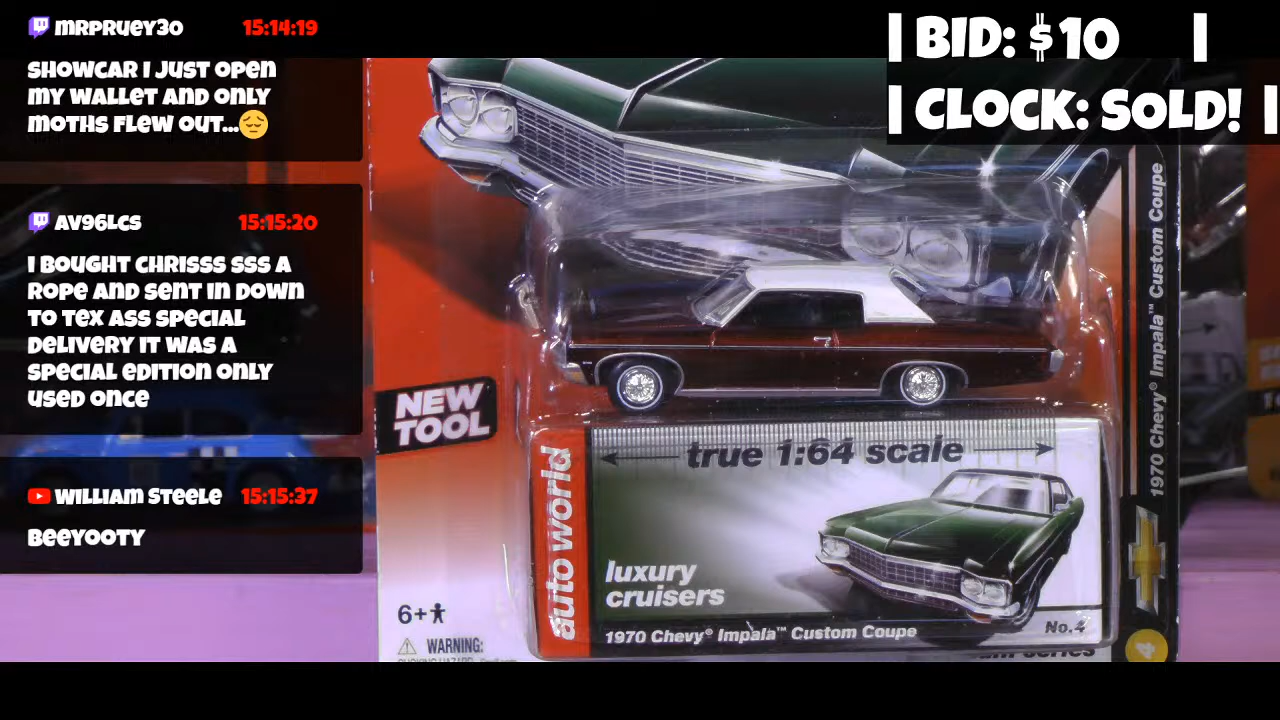 mrpruey30 15:14:19
SHOWCAR I JUST OPEN
MY WALLET AND ONLY
MOTHS FLEW OUT...😔
AV96LCS 15:15:20
I BOUGHT CHRISSS SSS A
ROPE AND SENT IN DOWN
TO TEX ASS SPECIAL
DELIVERY IT WAS A
SPECIAL EDITION ONLY
USED ONCE
WILLIAM STEELE 15:15:37
BEEYOOTY
| BID: $10 |
| CLOCK: SOLD! |
NEW
TOOL
true 1:64 scale
auto world
luxury
cruisers
1970 Chevy® Impala™ Custom Coupe
No.4
6+
WARNING:
series
1970 Chevy® Impala™ Custom Coupe
4